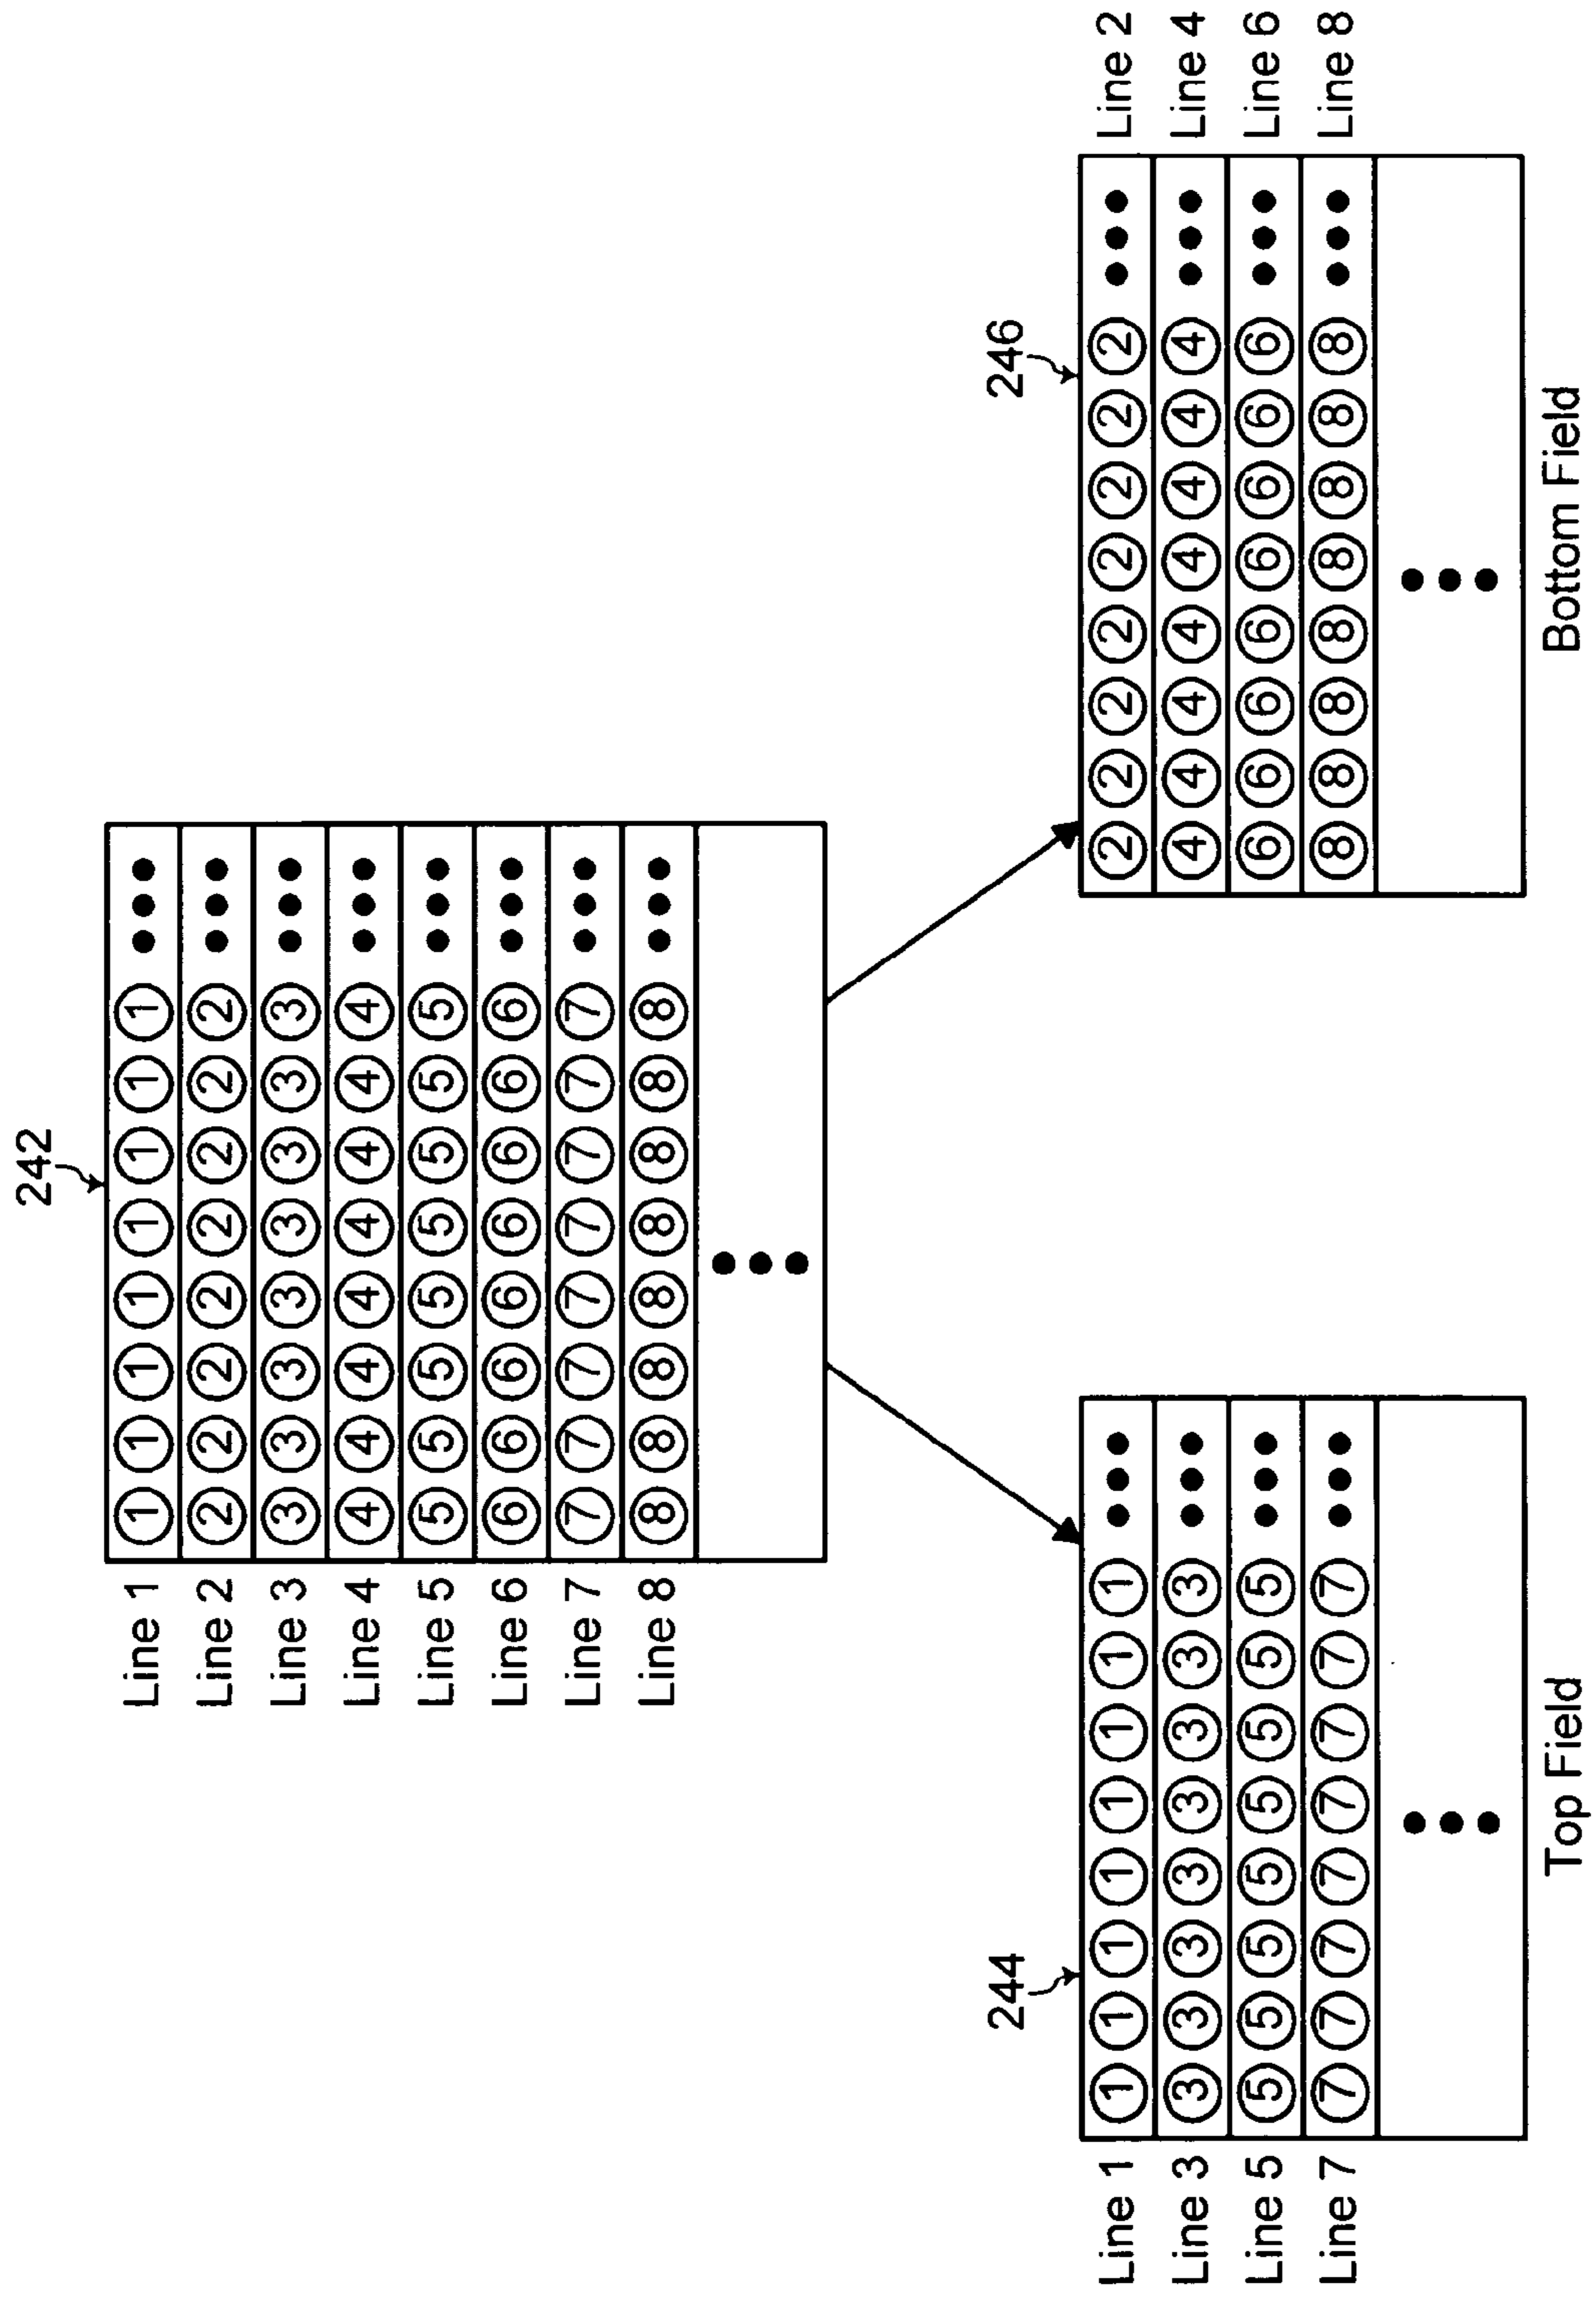 242
Line 1 ① ① ① ① ① ① ① ① •••
Line 2 ② ② ② ② ② ② ② ② •••
Line 3 ③ ③ ③ ③ ③ ③ ③ ③ •••
Line 4 ④ ④ ④ ④ ④ ④ ④ ④ •••
Line 5 ⑤ ⑤ ⑤ ⑤ ⑤ ⑤ ⑤ ⑤ •••
Line 6 ⑥ ⑥ ⑥ ⑥ ⑥ ⑥ ⑥ ⑥ •••
Line 7 ⑦ ⑦ ⑦ ⑦ ⑦ ⑦ ⑦ ⑦ •••
Line 8 ⑧ ⑧ ⑧ ⑧ ⑧ ⑧ ⑧ ⑧ •••
244
Line 1 ① ① ① ① ① ① ① ① •••
Line 3 ③ ③ ③ ③ ③ ③ ③ ③ •••
Line 5 ⑤ ⑤ ⑤ ⑤ ⑤ ⑤ ⑤ ⑤ •••
Line 7 ⑦ ⑦ ⑦ ⑦ ⑦ ⑦ ⑦ ⑦ •••
Top Field
246
② ② ② ② ② ② ② ② ••• Line 2
④ ④ ④ ④ ④ ④ ④ ④ ••• Line 4
⑥ ⑥ ⑥ ⑥ ⑥ ⑥ ⑥ ⑥ ••• Line 6
⑧ ⑧ ⑧ ⑧ ⑧ ⑧ ⑧ ⑧ ••• Line 8
Bottom Field